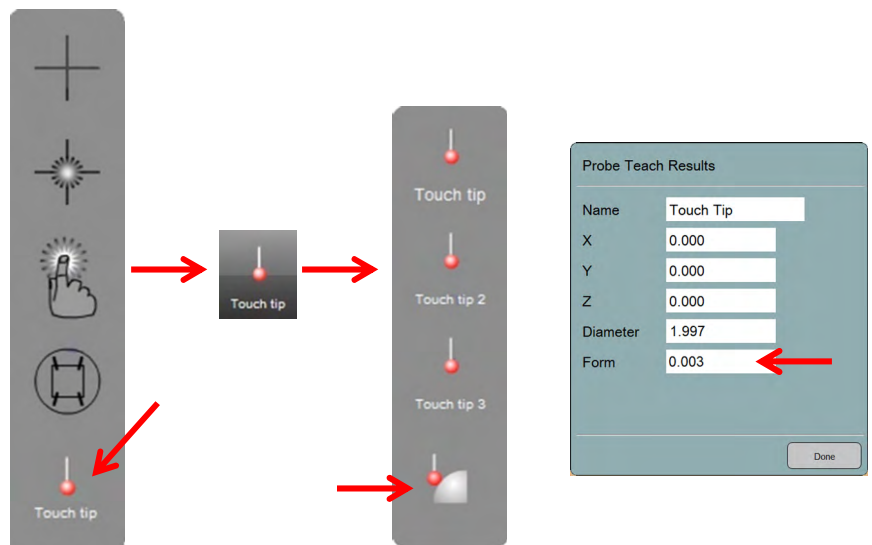 Touch tip
Touch tip
Touch tip
Touch tip 2
Touch tip 3
Probe Teach Results
Name Touch Tip
X 0.000
Y 0.000
Z 0.000
Diameter 1.997
Form 0.003
Done